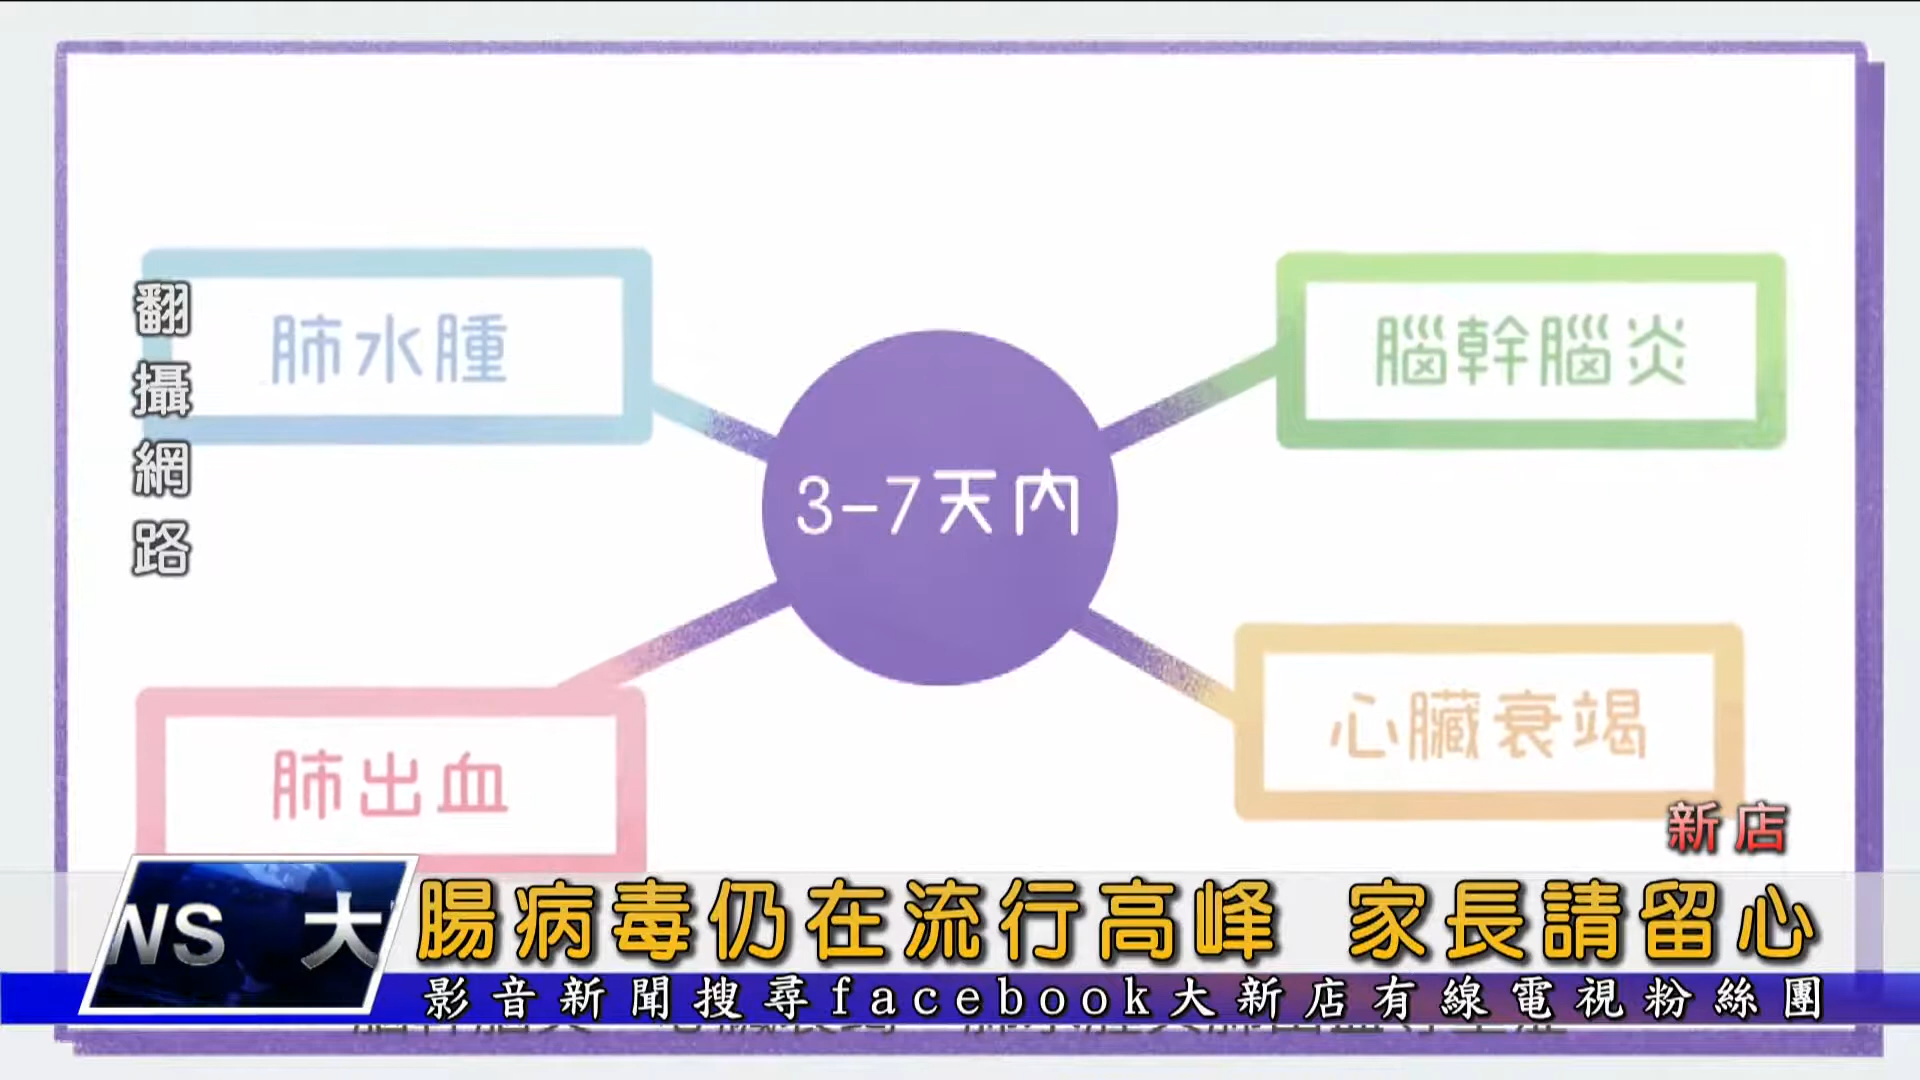 翻攝網路
肺水腫
腦幹腦炎
3-7天內
肺出血
心臟衰竭
新店
WS 大
腸病毒仍在流行高峰 家長請留心
影音新聞搜尋facebook大新店有線電視粉絲團